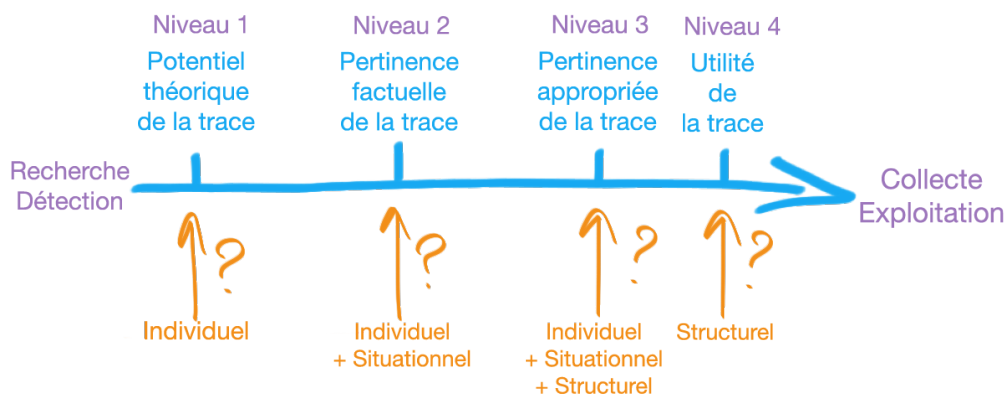 Niveau 1
Potentiel
théorique
de la trace
Niveau 2
Pertinence
factuelle
de la trace
Niveau 3
Pertinence
appropriée
de la trace
Niveau 4
Utilité
de
la trace
Recherche
Détection
Collecte
Exploitation
?
?
?
?
Individuel
Individuel
+ Situationnel
Individuel
+ Situationnel
+ Structurel
Structurel